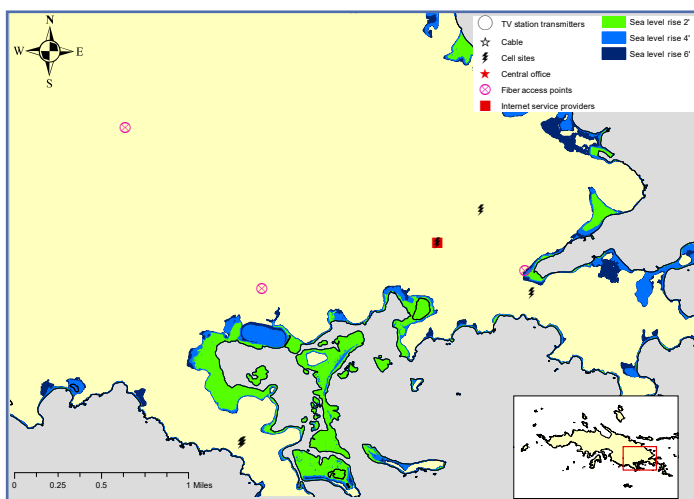 N
W E
S
TV station transmitters
Cable
Cell sites
Central office
Fiber access points
Internet service providers
Sea level rise 2'
Sea level rise 4'
Sea level rise 6'
0 0.25 0.5 1 Miles